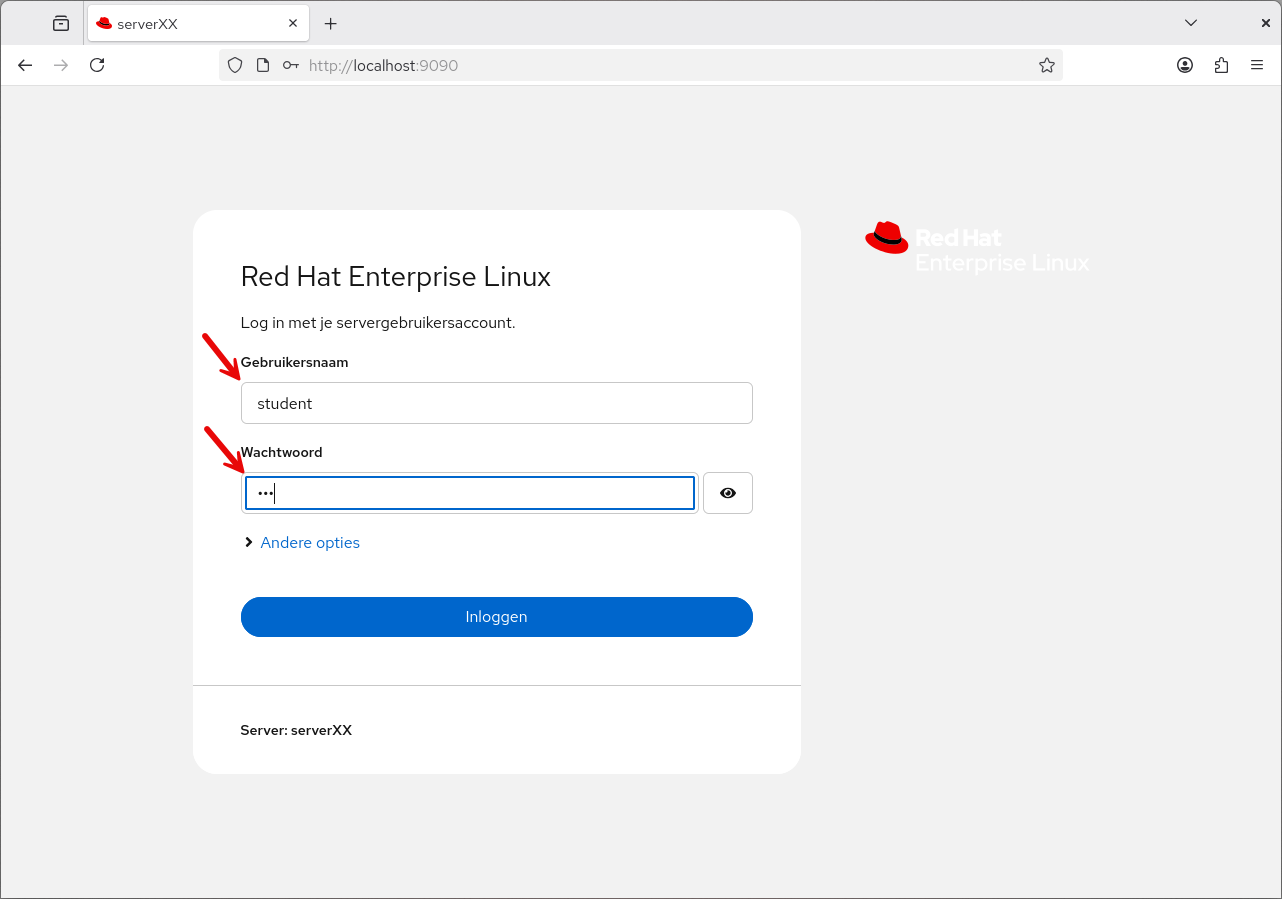 serverXX
http://localhost:9090
Red Hat
Enterprise Linux
Red Hat Enterprise Linux
Log in met je servergebruikersaccount.
Gebruikersnaam
student
Wachtwoord
•••
Andere opties
Inloggen
Server: serverXX